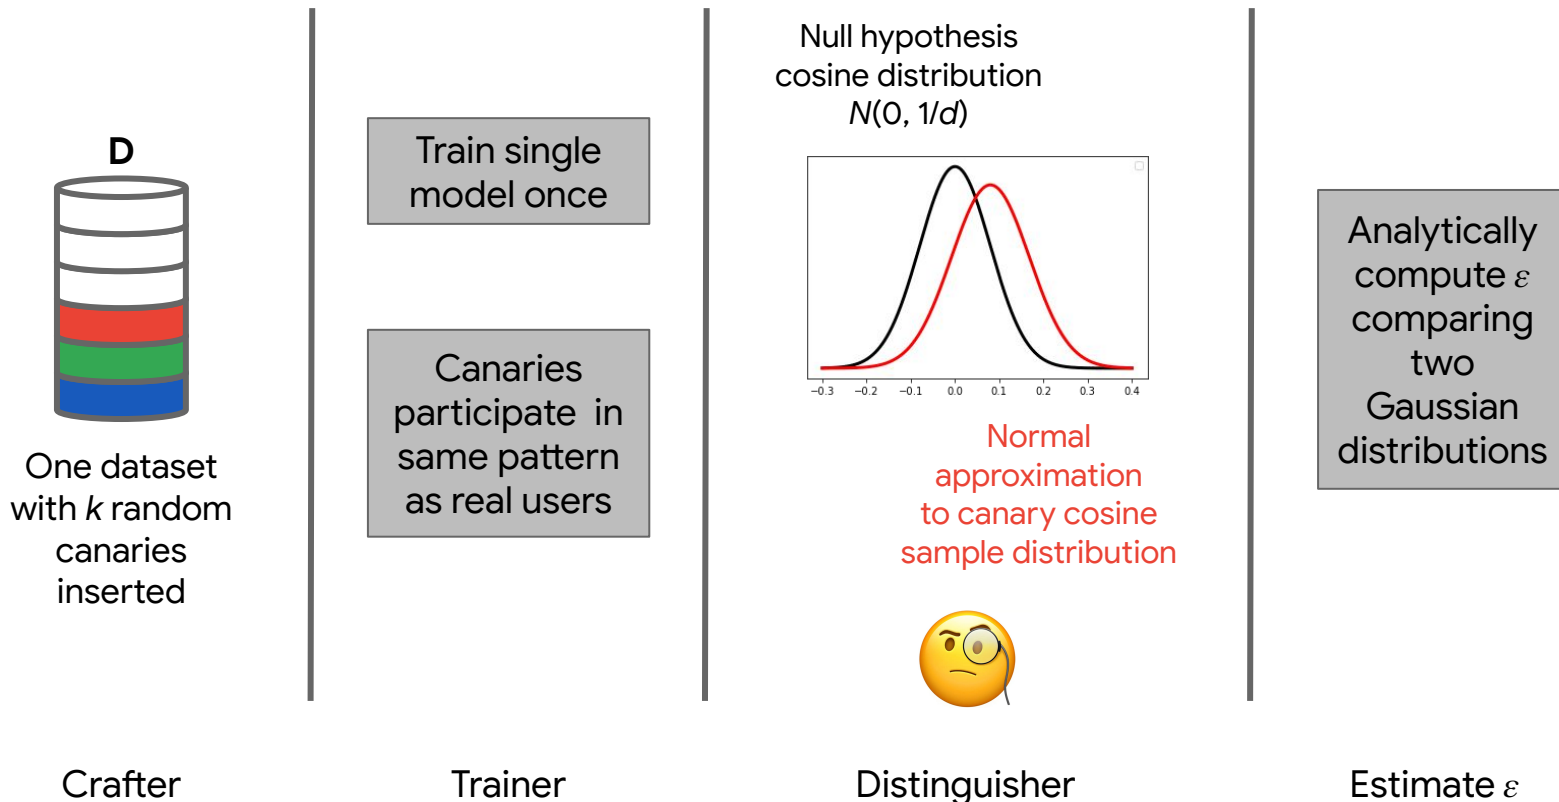 D
One dataset
with k random
canaries
inserted
Crafter
Train single
model once
Canaries
participate in
same pattern
as real users
Trainer
Null hypothesis
cosine distribution
N(0, 1/d)
−0.3 −0.2 −0.1 0.0 0.1 0.2 0.3 0.4
Normal
approximation
to canary cosine
sample distribution
Distinguisher
Analytically
compute ε
comparing
two
Gaussian
distributions
Estimate ε